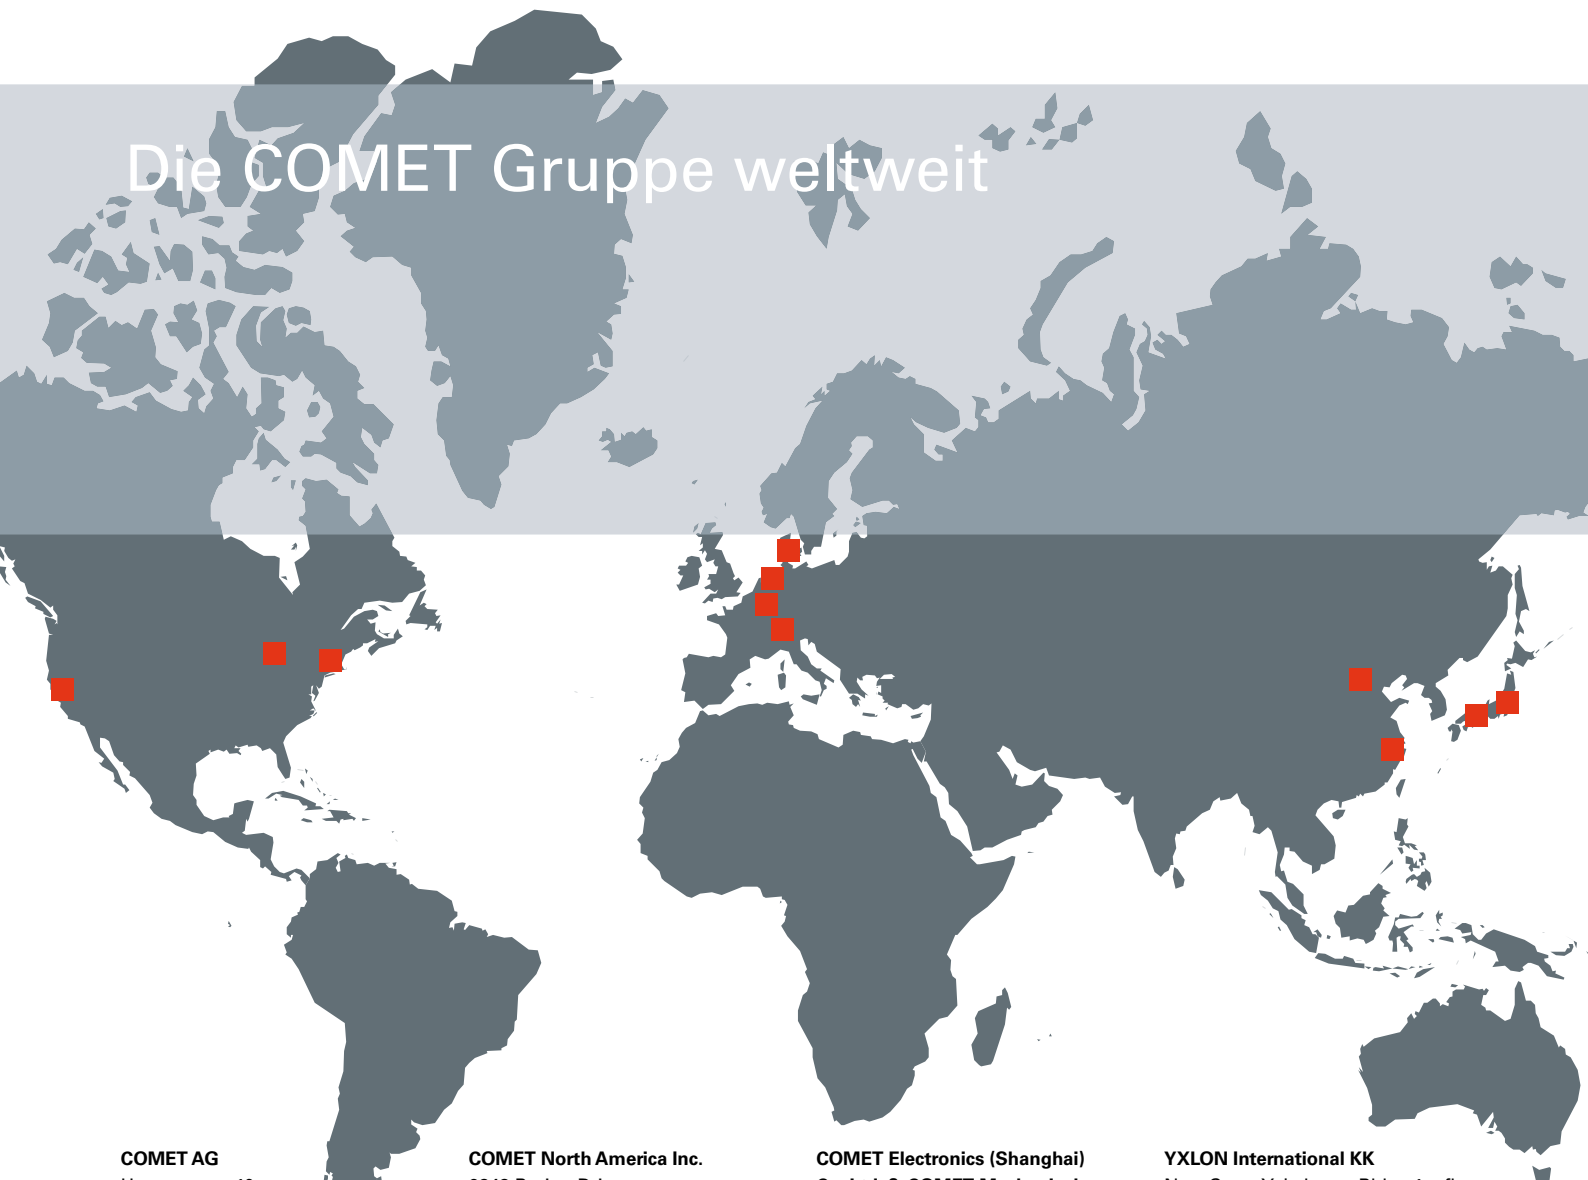 Die COMET Gruppe weltweit
COMET AG
COMET North America Inc.
COMET Electronics (Shanghai)
YXLON International KK